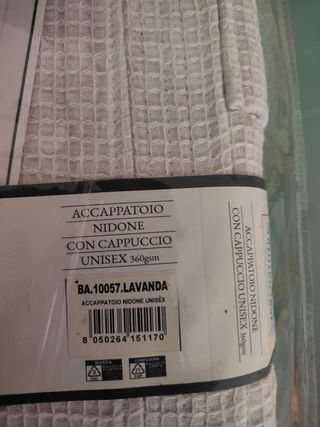 ACCAPPATOIO
NIDONE
CON CAPPUCCIO
UNISEX 360gsm
BA.10057.LAVANDA
ACCAPPATOIO NIDONE UNISEX
8 050264 151170
BUSTA
ACCAPPATOIO NIDONE
CON CAPPUCCIO UNISEX 360gsm